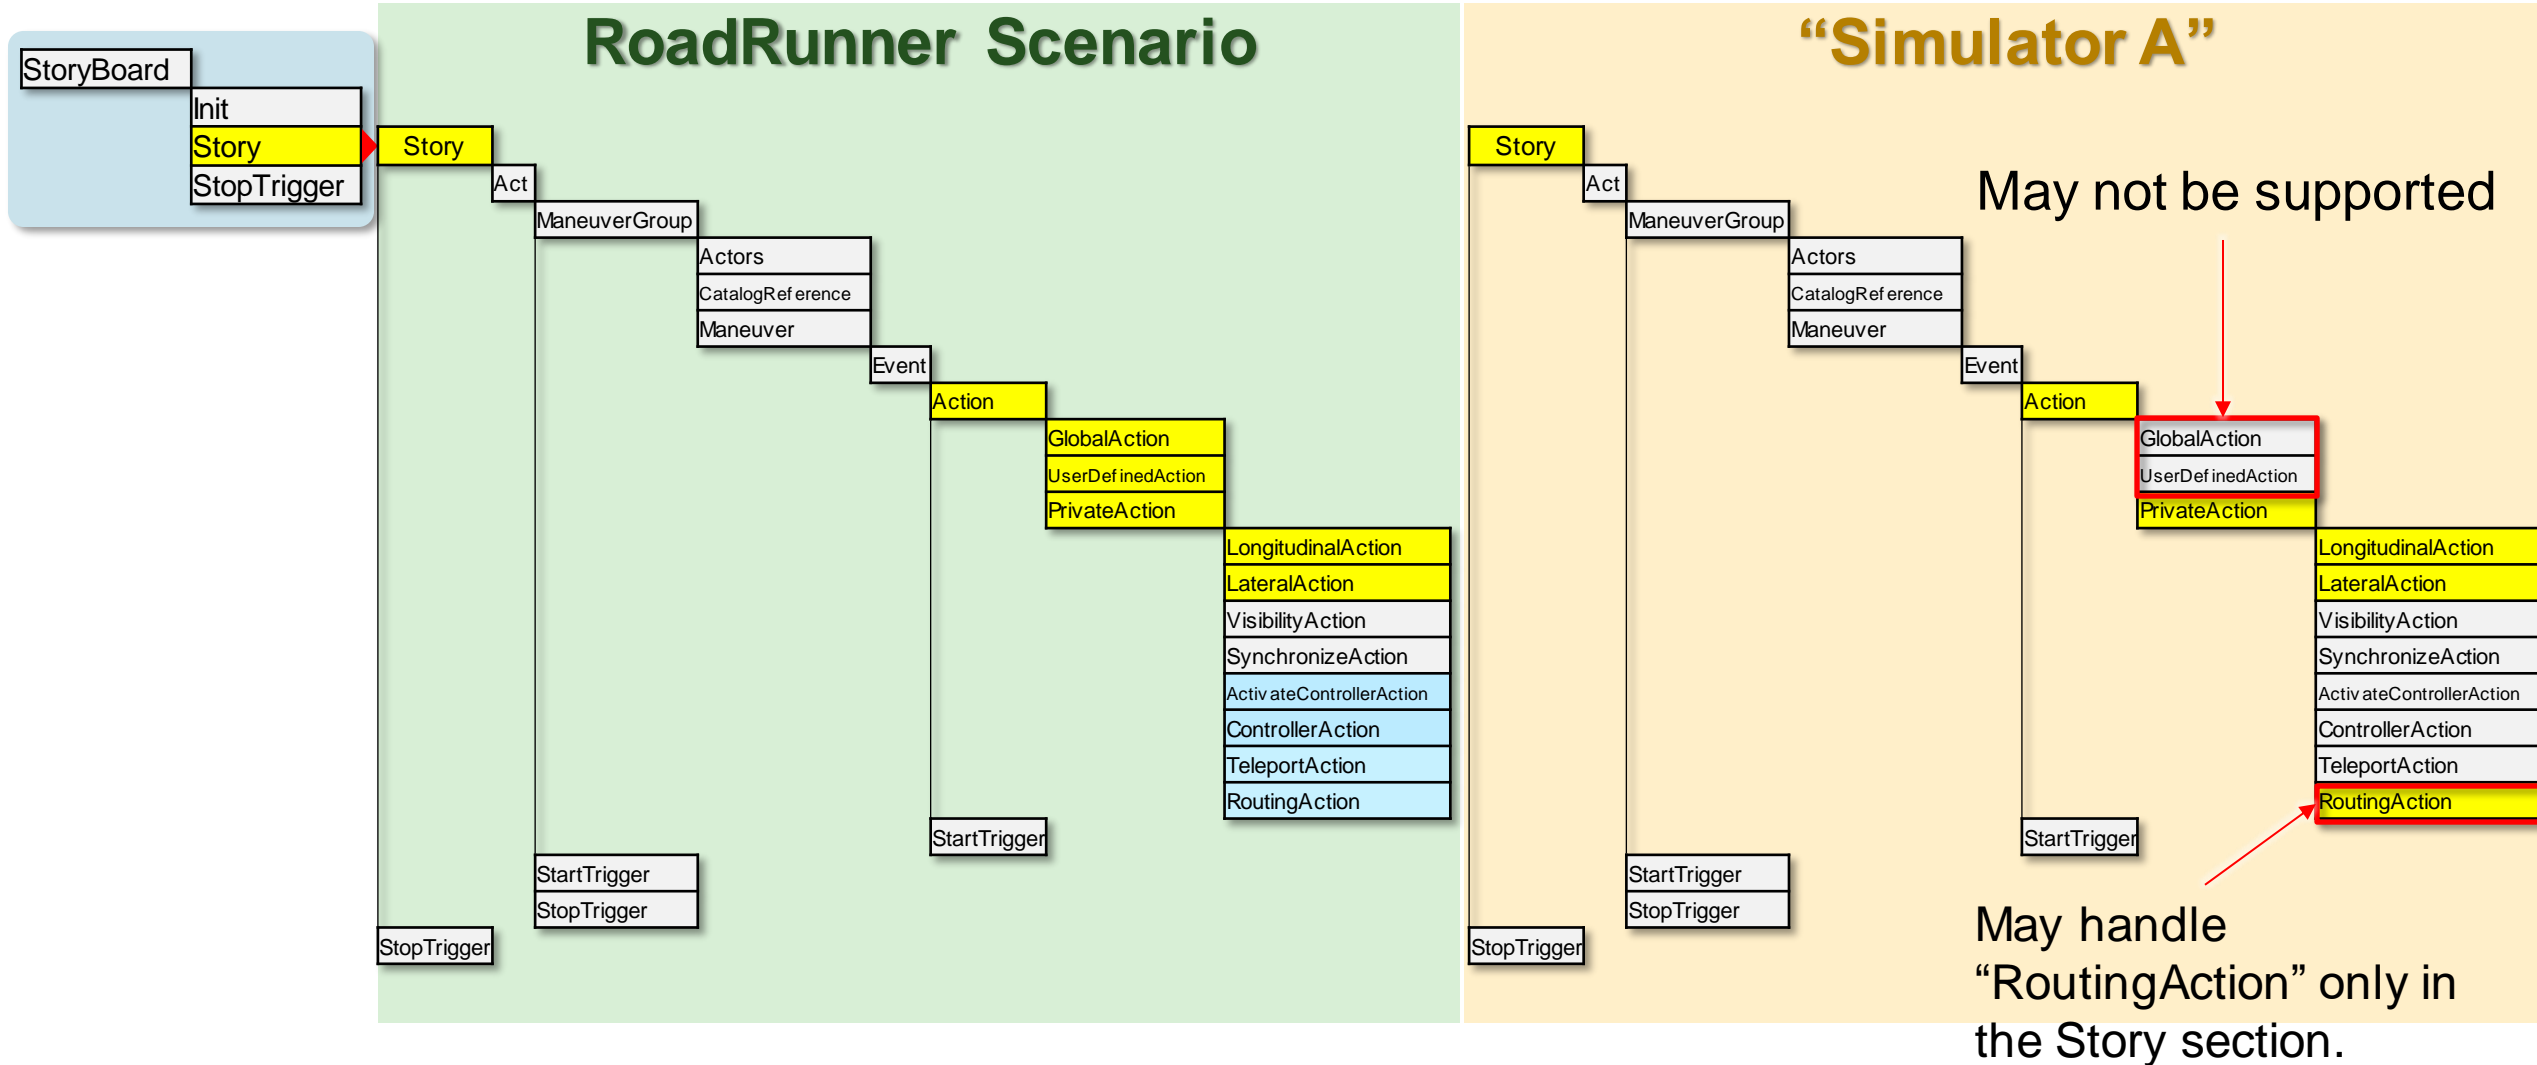 RoadRunner Scenario
“Simulator A”
StoryBoard
Init
Story
StopTrigger
Story
Act
ManeuverGroup
Actors
CatalogReference
Maneuver
Event
Action
GlobalAction
UserDefinedAction
PrivateAction
LongitudinalAction
LateralAction
VisibilityAction
SynchronizeAction
ActivateControllerAction
ControllerAction
TeleportAction
RoutingAction
StartTrigger
StartTrigger
StopTrigger
StopTrigger
Story
Act
May not be supported
ManeuverGroup
Actors
CatalogReference
Maneuver
Event
Action
GlobalAction
UserDefinedAction
PrivateAction
LongitudinalAction
LateralAction
VisibilityAction
SynchronizeAction
ActivateControllerAction
ControllerAction
TeleportAction
RoutingAction
StartTrigger
StartTrigger
StopTrigger
StopTrigger
May handle
“RoutingAction” only in
the Story section.